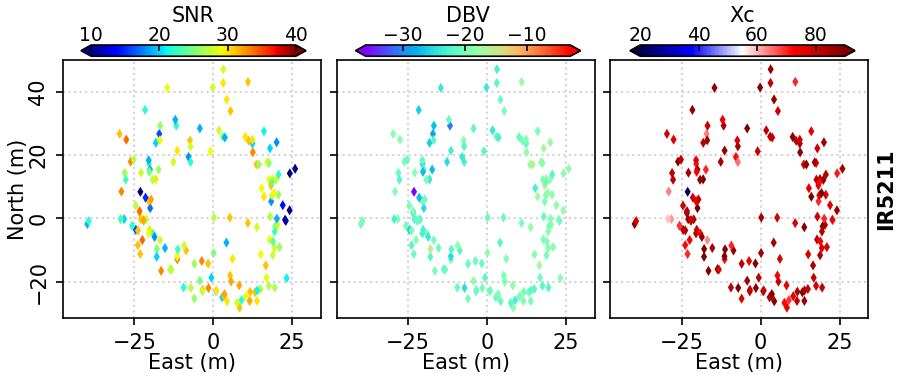 SNR DBV Xc
10 20 30 40 −30 −20 −10 20 40 60 80
40
20
0
−20
North (m)
IR5211
−25 0 25 −25 0 25 −25 0 25
East (m) East (m) East (m)